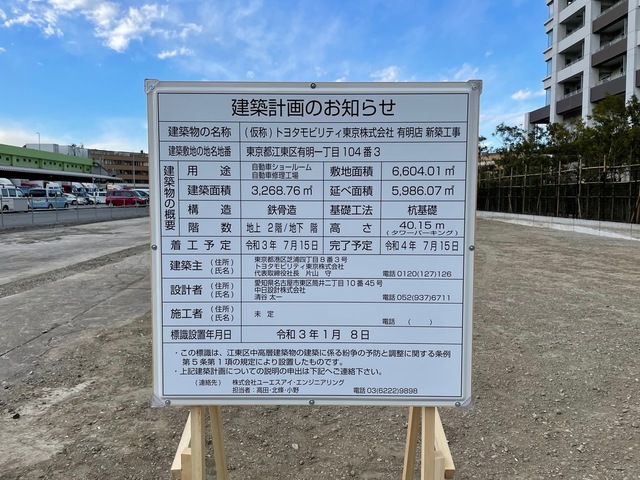 建築計画のお知らせ
建築物の名称 (仮称)トヨタモビリティ東京株式会社 有明店 新築工事
建築敷地の地名地番 東京都江東区有明一丁目104番3
建築物の概要
用途 自動車ショールーム 自動車修理工場 敷地面積 6,604.01㎡
建築面積 3,268.76㎡ 延べ面積 5,986.07㎡
構造 鉄骨造 基礎工法 杭基礎
階数 地上 2階/地下 階 高さ 40.15m (タワーパーキング)
着工予定 令和3年 7月15日 完了予定 令和4年 7月15日
建築主 (住所) 東京都港区芝浦四丁目8番3号
(氏名) トヨタモビリティ東京株式会社
代表取締役社長 片山 守 電話 0120(127)126
設計者 (住所) 愛知県名古屋市東区筒井二丁目10番45号
(氏名) 中日設計株式会社
清谷 太一 電話 052(937)6711
施工者 (住所) 未定
(氏名) 電話 ( )
標識設置年月日 令和3年1月 8日
・この標識は、江東区中高層建築物の建築に係る紛争の予防と調整に関する条例
第5条第1項の規定により設置したものです。
・上記建築計画についての説明の申出は下記へご連絡下さい。
(連絡先) 株式会社ユーエスアイ・エンジニアリング
担当者:高田・北條・小野 電話 03(6222)9898